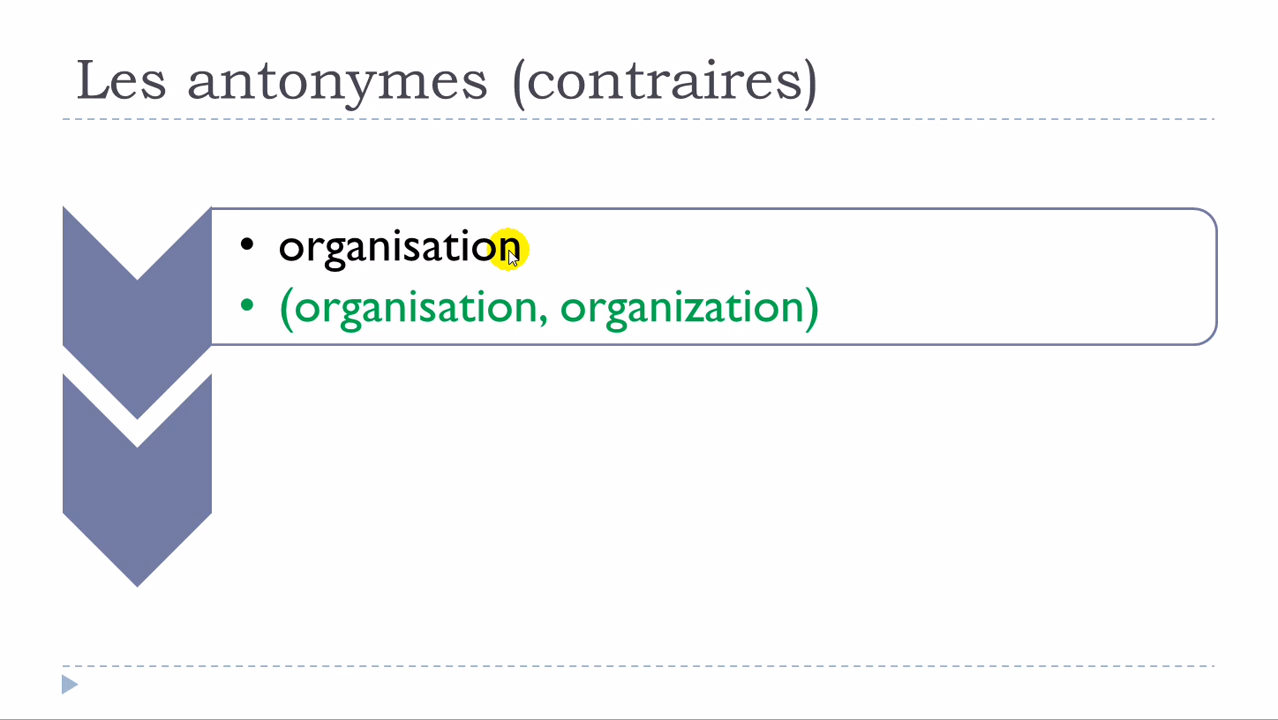 Les antonymes (contraires)
• organisation
• (organisation, organization)